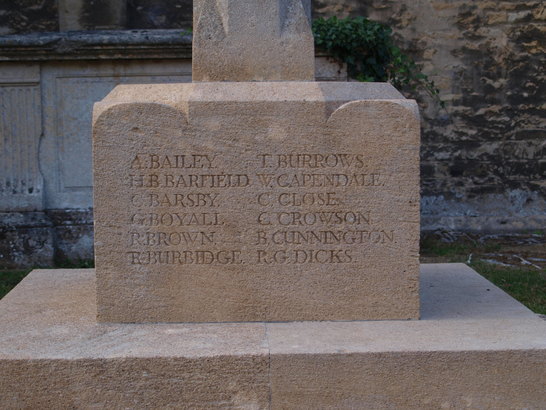 A.BAILEY. T.BURROWS.
H.B.BARFIELD W.CAPENDALE.
C.BARSBY. C.CLOSE.
G.BOYALL. C.CROWSON.
R.BROWN. B.CUNNINGTON.
T.BURBIDGE. R.G.DICKS.